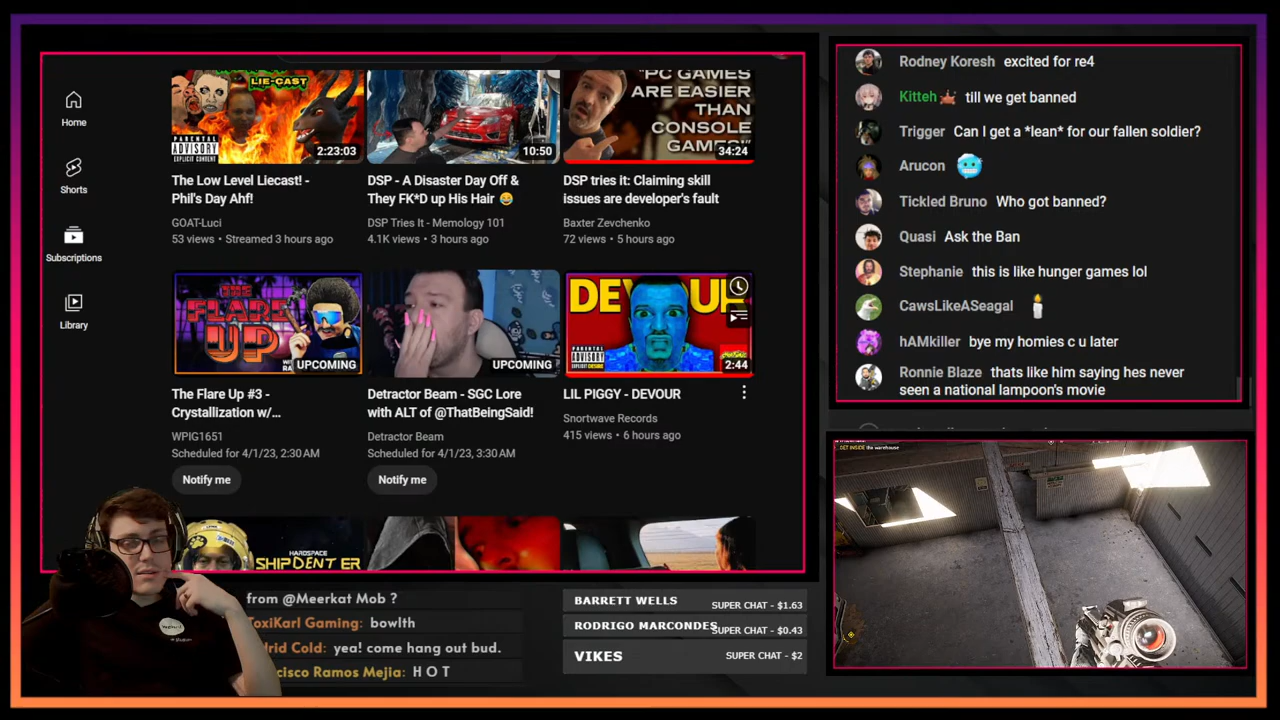 LIE-CAST
PARENTAL
ADVISORY
EXPLICIT CONTENT
2:23:03
10:50
"PC GAMES
ARE EASIER
THAN
CONSOLE
GAMES"
34:24
Home
Shorts
Subscriptions
Library
The Low Level Liecast! -
Phil's Day Ahf!
GOAT-Luci
53 views • Streamed 3 hours ago
DSP - A Disaster Day Off &
They FK*D up His Hair 😂
DSP Tries It - Memology 101
4.1K views • 3 hours ago
DSP tries it: Claiming skill
issues are developer's fault
Baxter Zevchenko
72 views • 5 hours ago
THE
FLARE
UP
UPCOMING
UPCOMING
DEVOUR
PARENTAL
ADVISORY
2:44
The Flare Up #3 -
Crystallization w/...
WPIG1651
Scheduled for 4/1/23, 2:30 AM
Notify me
Detractor Beam - SGC Lore
with ALT of @ThatBeingSaid!
Detractor Beam
Scheduled for 4/1/23, 3:30 AM
Notify me
LIL PIGGY - DEVOUR
Snortwave Records
415 views • 6 hours ago
HARDSPACE
Rodney Koresh excited for re4
Kitteh till we get banned
Trigger Can I get a *lean* for our fallen soldier?
Arucon 🥶
Tickled Bruno Who got banned?
Quasi Ask the Ban
Stephanie this is like hunger games lol
CawsLikeASeagal 🕯
hAMkiller bye my homies c u later
Ronnie Blaze thats like him saying hes never
seen a national lampoon's movie
GET INSIDE the warehouse
from @Meerkat Mob ?
ToxiKarl Gaming: bowlth
drid Cold: yea! come hang out bud.
cisco Ramos Mejia: H O T
BARRETT WELLS SUPER CHAT - $1.63
RODRIGO MARCONDES SUPER CHAT - $0.43
VIKES SUPER CHAT - $2